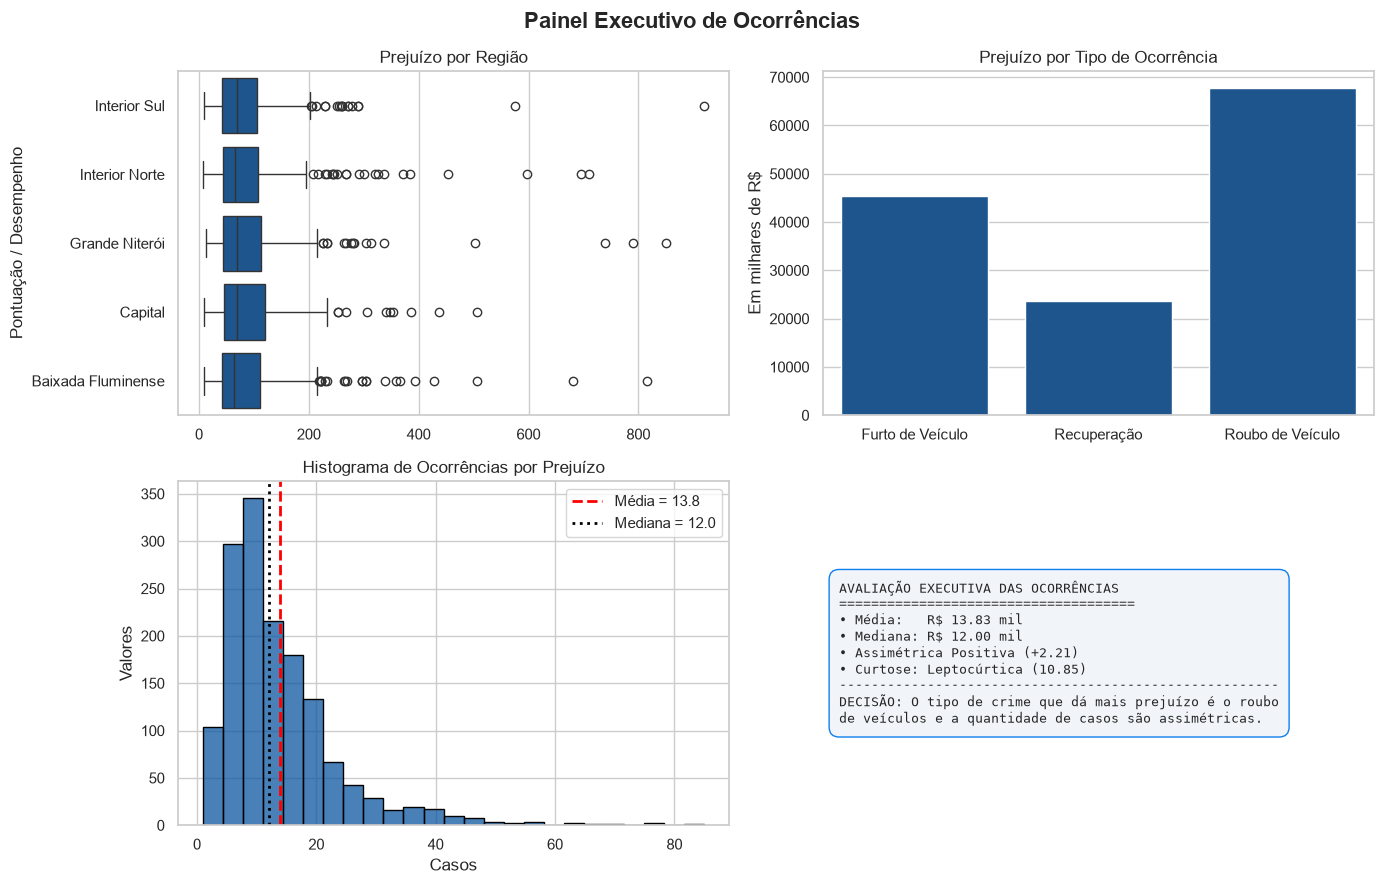 Painel Executivo de Ocorrências
Prejuízo por Região
Pontuação / Desempenho
Interior Sul
Interior Norte
Grande Niterói
Capital
Baixada Fluminense
0 200 400 600 800
Prejuízo por Tipo de Ocorrência
Em milhares de R$
70000
60000
50000
40000
30000
20000
10000
0
Furto de Veículo Recuperação Roubo de Veículo
Histograma de Ocorrências por Prejuízo
Valores
350
300
250
200
150
100
50
0
Média = 13.8
Mediana = 12.0
0 20 40 60 80
Casos
AVALIAÇÃO EXECUTIVA DAS OCORRÊNCIAS
=====================================
• Média:   R$ 13.83 mil
• Mediana: R$ 12.00 mil
• Assimétrica Positiva (+2.21)
• Curtose: Leptocúrtica (10.85)
-------------------------------------------------------
DECISÃO: O tipo de crime que dá mais prejuízo é o roubo
de veículos e a quantidade de casos são assimétricas.